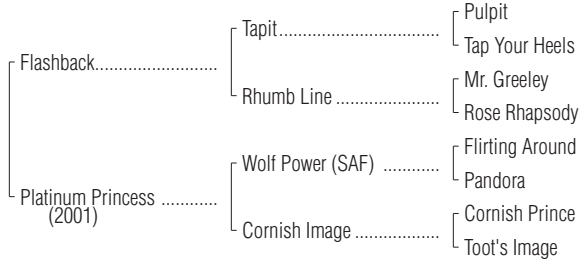 Pulpit
Tapit................................
Tap Your Heels
Flashback........................
Mr. Greeley
Rhumb Line .....................
Rose Rhapsody
Flirting Around
Wolf Power (SAF) ............
Pandora
Platinum Princess ............
(2001)
Cornish Prince
Cornish Image .................
Toot's Image